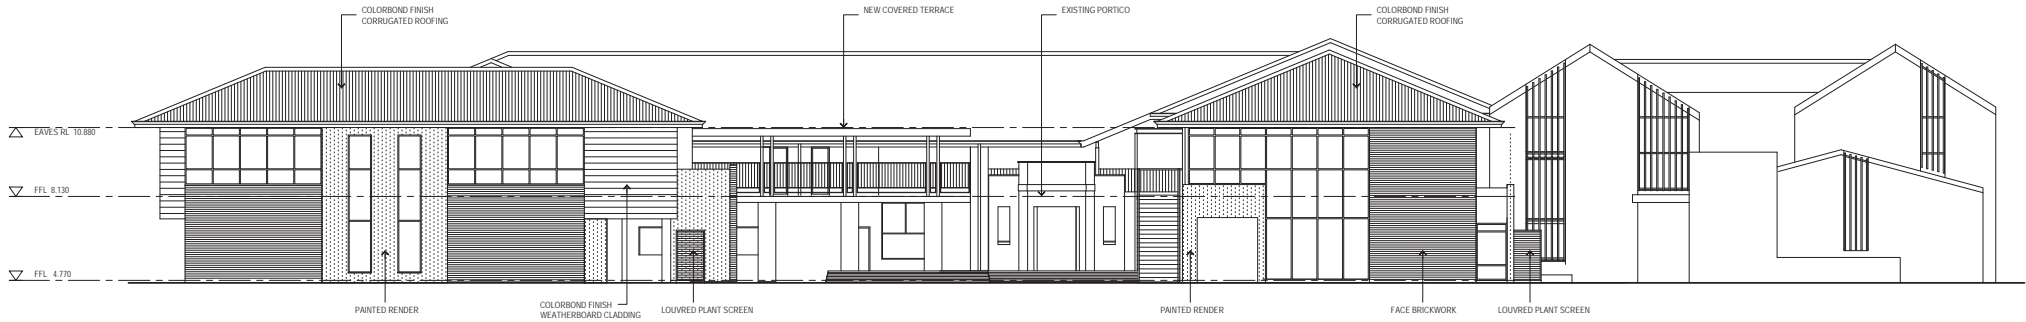 COLORBOND FINISH
CORRUGATED ROOFING
NEW COVERED TERRACE
EXISTING PORTICO
COLORBOND FINISH
CORRUGATED ROOFING
EAVES RL 10.880
FFL 8.130
FFL 4.770
PAINTED RENDER
COLORBOND FINISH
WEATHERBOARD CLADDING
LOUVRED PLANT SCREEN
PAINTED RENDER
FACE BRICKWORK
LOUVRED PLANT SCREEN